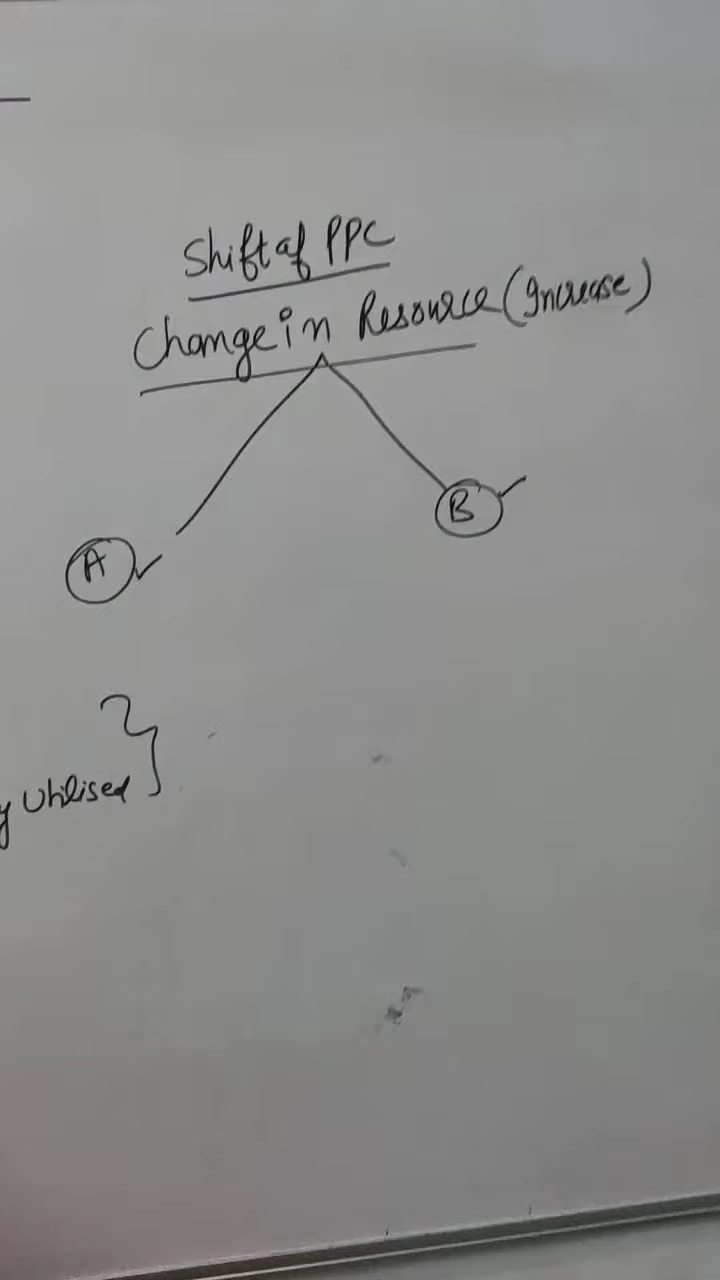 Shift of PPC
Change in Resource (Increase)
A
B
y Utilised }